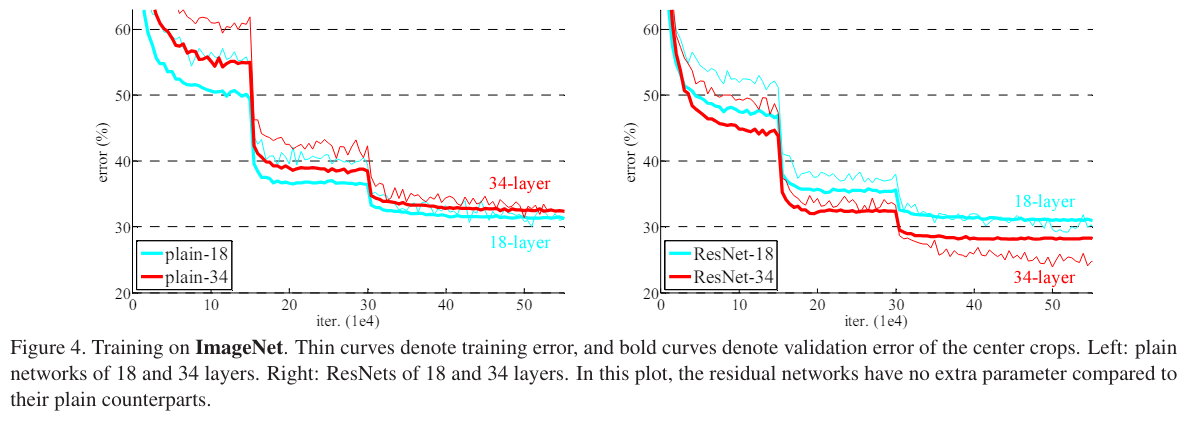 60
50
40
30
20
0
10
20
30
40
50
error (%)
iter. (1e4)
34-layer
18-layer
plain-18
plain-34
60
50
40
30
20
0
10
20
30
40
50
error (%)
iter. (1e4)
18-layer
34-layer
ResNet-18
ResNet-34
Figure 4. Training on ImageNet. Thin curves denote training error, and bold curves denote validation error of the center crops. Left: plain
networks of 18 and 34 layers. Right: ResNets of 18 and 34 layers. In this plot, the residual networks have no extra parameter compared to
their plain counterparts.